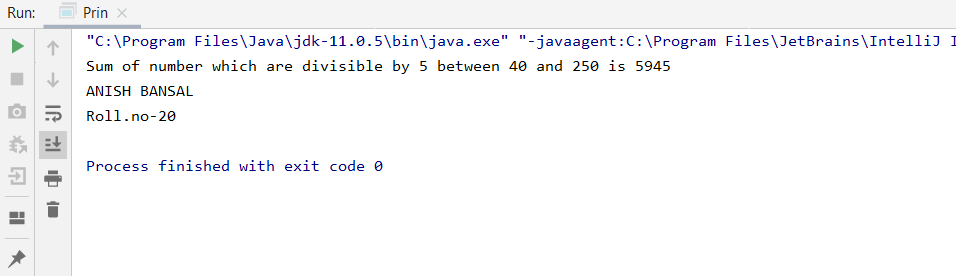 Run: Prin
"C:\Program Files\Java\jdk-11.0.5\bin\java.exe" "-javaagent:C:\Program Files\JetBrains\IntelliJ I
Sum of number which are divisible by 5 between 40 and 250 is 5945
ANISH BANSAL
Roll.no-20
Process finished with exit code 0